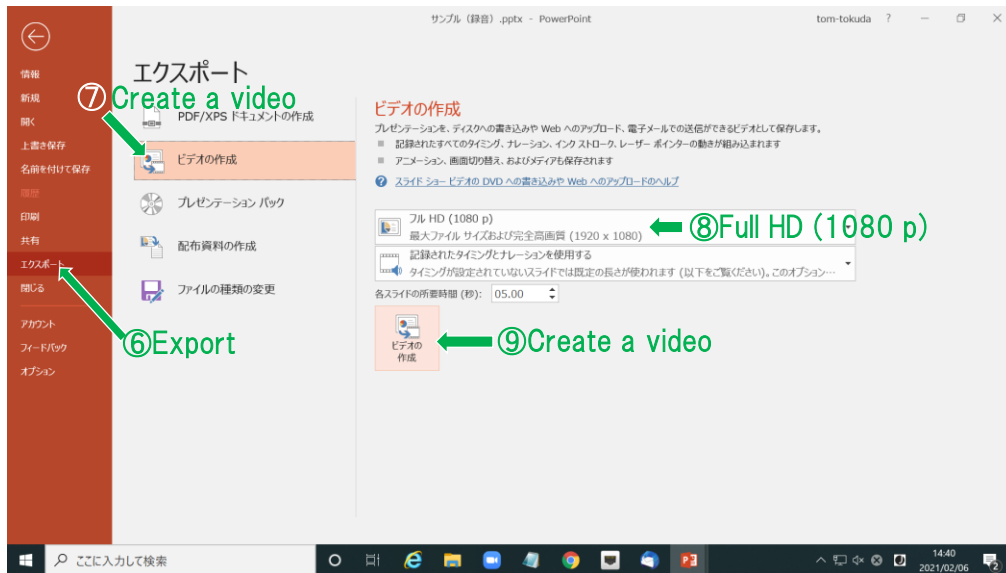 サンプル（録音）.pptx - PowerPoint
tom-tokuda ?
情報
新規
開く
上書き保存
名前を付けて保存
履歴
印刷
共有
エクスポート
閉じる
アカウント
フィードバック
オプション
エクスポート
⑦Create a video
PDF/XPS ドキュメントの作成
ビデオの作成
プレゼンテーション パック
配布資料の作成
ファイルの種類の変更
⑥Export
ビデオの作成
プレゼンテーションを、ディスクへの書き込みや Web へのアップロード、電子メールでの送信ができるビデオとして保存します。
記録されたすべてのタイミング、ナレーション、インク ストローク、レーザー ポインターの動きが組み込まれます
アニメーション、画面切り替え、およびメディアも保存されます
スライド ショー ビデオの DVD への書き込みや Web へのアップロードのヘルプ
フル HD (1080 p)
最大ファイル サイズおよび完全高画質 (1920 x 1080)
⑧Full HD (1080 p)
記録されたタイミングとナレーションを使用する
タイミングが設定されていないスライドでは既定の長さが使われます (以下をご覧ください)。このオプション…
各スライドの所要時間 (秒): 05.00
ビデオの
作成
⑨Create a video
ここに入力して検索
14:40
2021/02/06
2